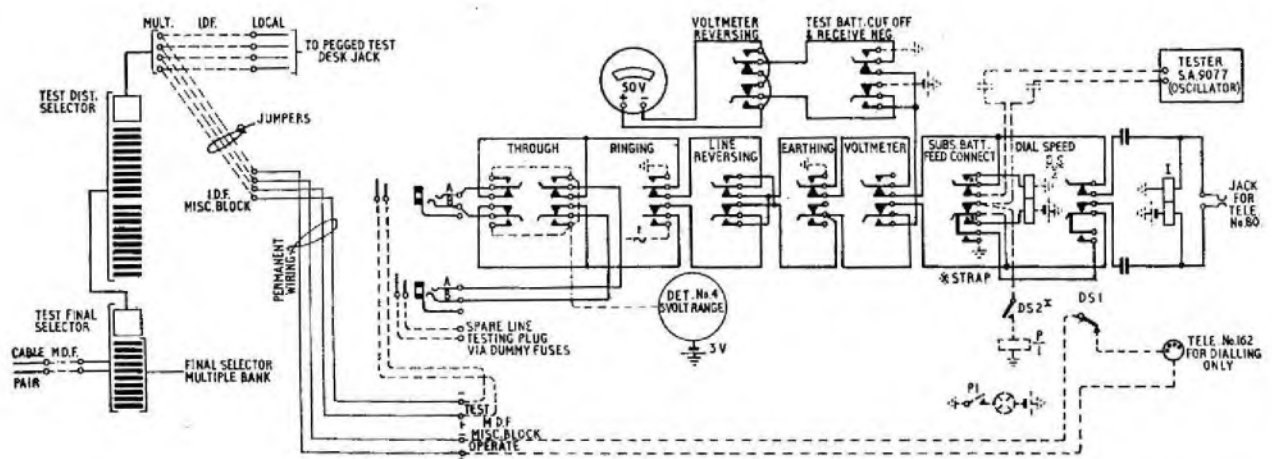 MULT. I.D.F. LOCAL
TO PEGGED TEST
DESK JACK
TEST DIST.
SELECTOR
JUMPERS
I.D.F.
MISC. BLOCK
PERMANENT
WIRING
TEST FINAL
SELECTOR
CABLE M.D.F.
PAIR
FINAL SELECTOR
MULTIPLE BANK
VOLTMETER
REVERSING
TEST BATT. CUT OFF
& RECEIVE NEG
50 V
+ -
TESTER
S.A. 9077
(OSCILLATOR)
THROUGH
RINGING
LINE
REVERSING
EARTHING
VOLTMETER
SUBS. BATT.
FEED CONNECT
DIAL SPEED
D.S.
I
JACK
FOR
TELE
No. 80.
A
B
A
B
DET. No. 4
5 VOLT RANGE
3 V
※ STRAP
SPARE LINE
TESTING PLUG
VIA DUMMY FUSES
DS2
X
DS1
P
I
P1
TELE. No. 162
FOR DIALLING
ONLY
TEST
M.D.F
MISC. BLOCK
OPERATE